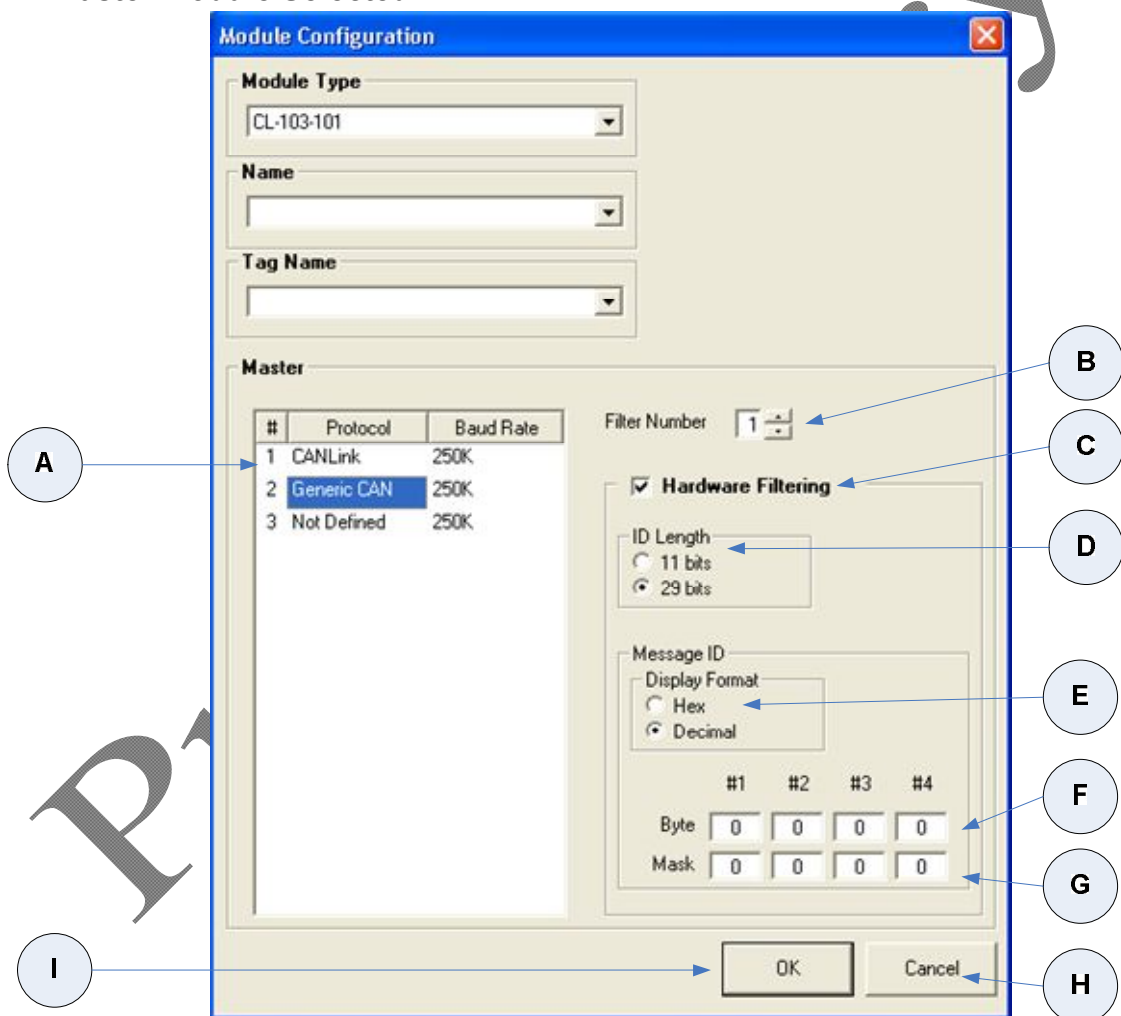 Module Configuration
Module Type
CL-103-101
Name
Tag Name
Master
# Protocol Baud Rate
1 CANLink 250K
2 Generic CAN 250K
3 Not Defined 250K
Filter Number 1
Hardware Filtering
ID Length
11 bits
29 bits
Message ID
Display Format
Hex
Decimal
#1 #2 #3 #4
Byte 0 0 0 0
Mask 0 0 0 0
OK Cancel
A
B
C
D
E
F
G
H
I